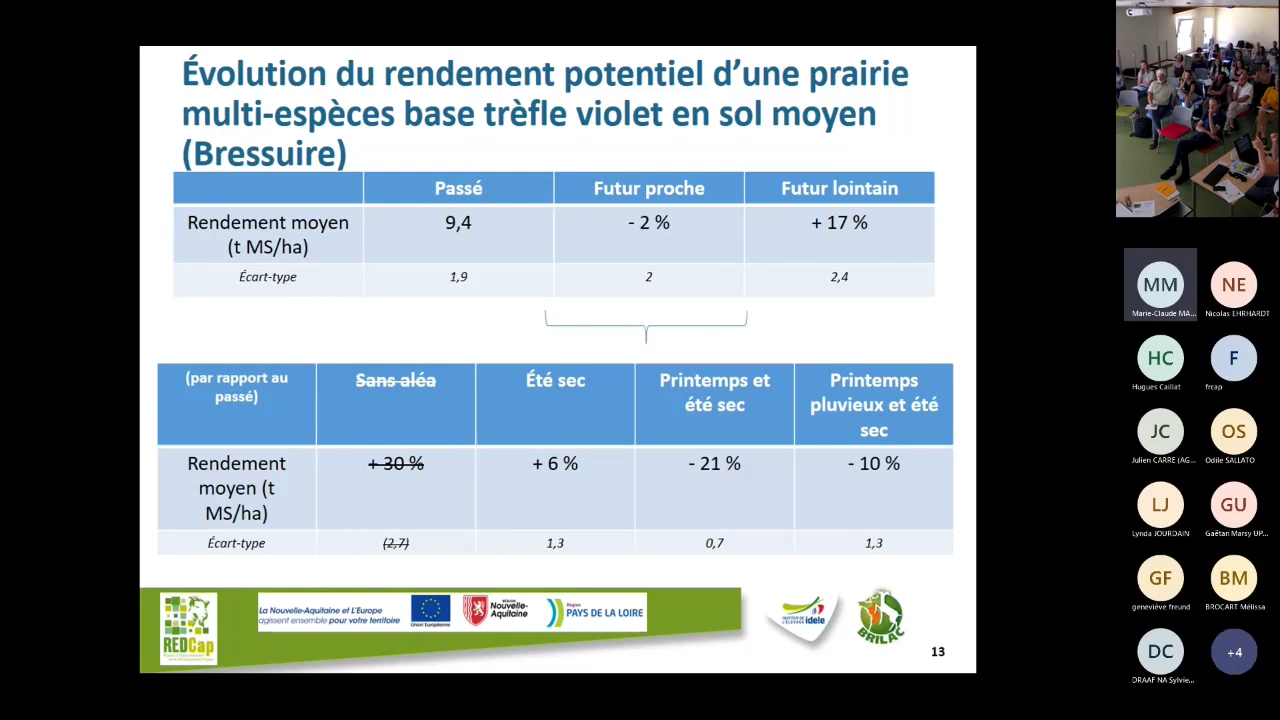 Évolution du rendement potentiel d’une prairie
multi-espèces base trèfle violet en sol moyen
(Bressuire)
Passé Futur proche Futur lointain
Rendement moyen
(t MS/ha)
9,4 - 2 % + 17 %
Écart-type 1,9 2 2,4
(par rapport au
passé)
Sans aléa
Été sec
Printemps et
été sec
Printemps
pluvieux et été
sec
Rendement
moyen (t
MS/ha)
+ 30 % + 6 % - 21 % - 10 %
Écart-type (2,7) 1,3 0,7 1,3
REDCap
La Nouvelle-Aquitaine et L'Europe
agissent ensemble pour votre territoire
Union Européenne
RÉGION
Nouvelle-
Aquitaine
Région
PAYS DE LA LOIRE
INSTITUT DE
L'ÉLEVAGE idele
BRILAC
13
MM
Marie-Claude MA...
NE
Nicolas EHRHARDT
HC
Hugues Caillat
F
frcap
JC
Julien CARRE (AG...
OS
Odile SALLATO
LJ
Lynda JOURDAIN
GU
Gaëtan Marsy UP...
GF
geneviève freund
BM
BROCART Mélissa
DC
DRAAF NA Sylvie...
+4